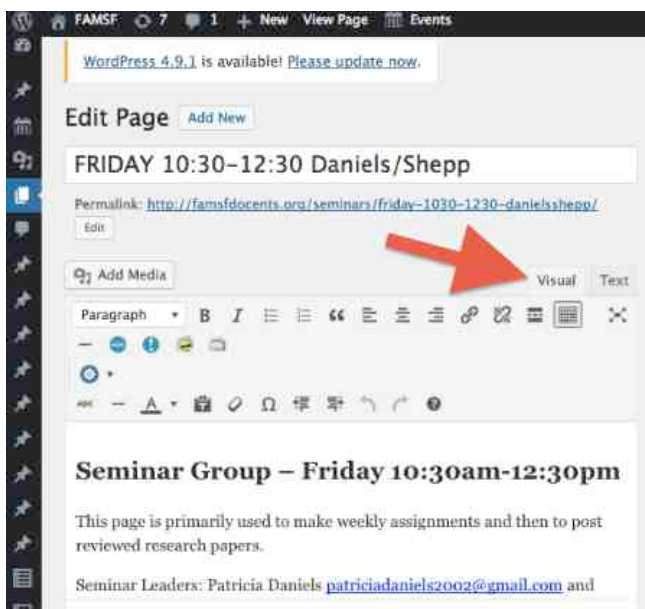 FAMSF 7 1 + New View Page Events
WordPress 4.9.1 is available! Please update now.
Edit Page Add New
FRIDAY 10:30-12:30 Daniels/Shepp
Permalink: http://famsfdocents.org/seminars/friday-1030-1230-danielsshepp/
Edit
Add Media
Visual Text
Paragraph B I
ABC A Ω
Seminar Group – Friday 10:30am-12:30pm
This page is primarily used to make weekly assignments and then to post
reviewed research papers.
Seminar Leaders: Patricia Daniels patriciadaniels2002@gmail.com and